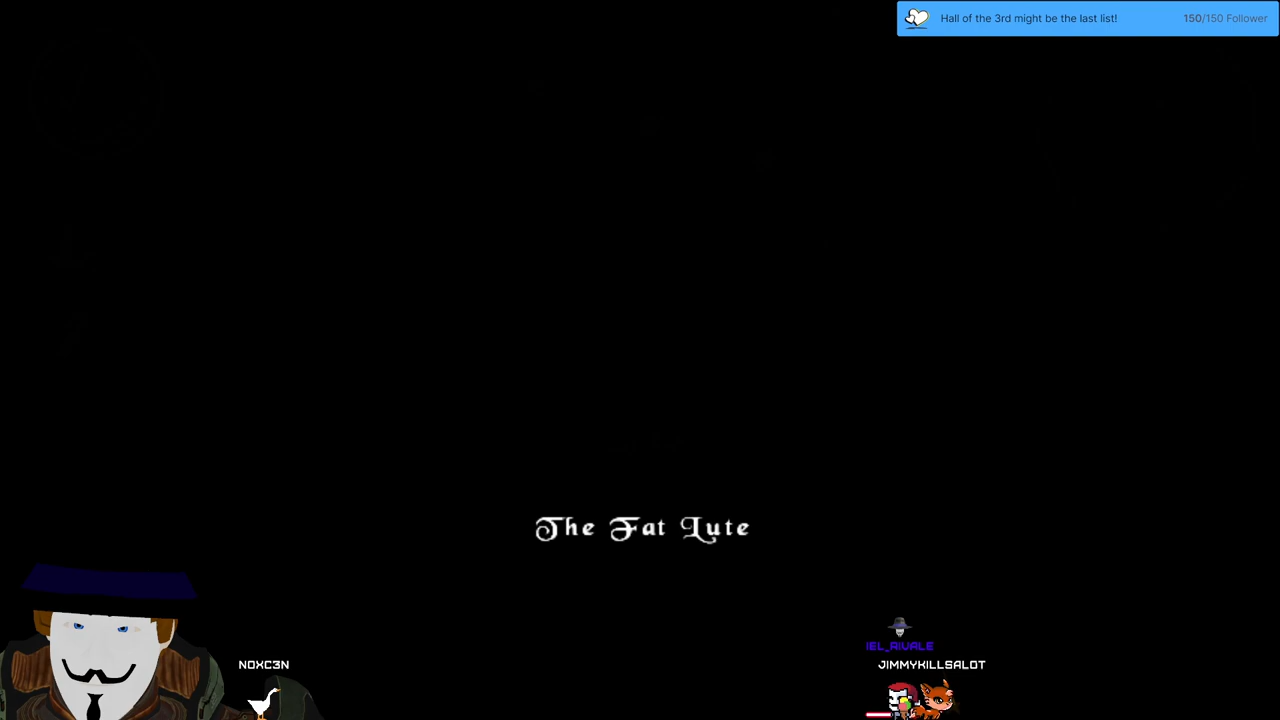 Hall of the 3rd might be the last list! 150/150 Follower
The Fat Lute
IEL_RIVALE
NOXC3N
JIMMYKILLSALOT